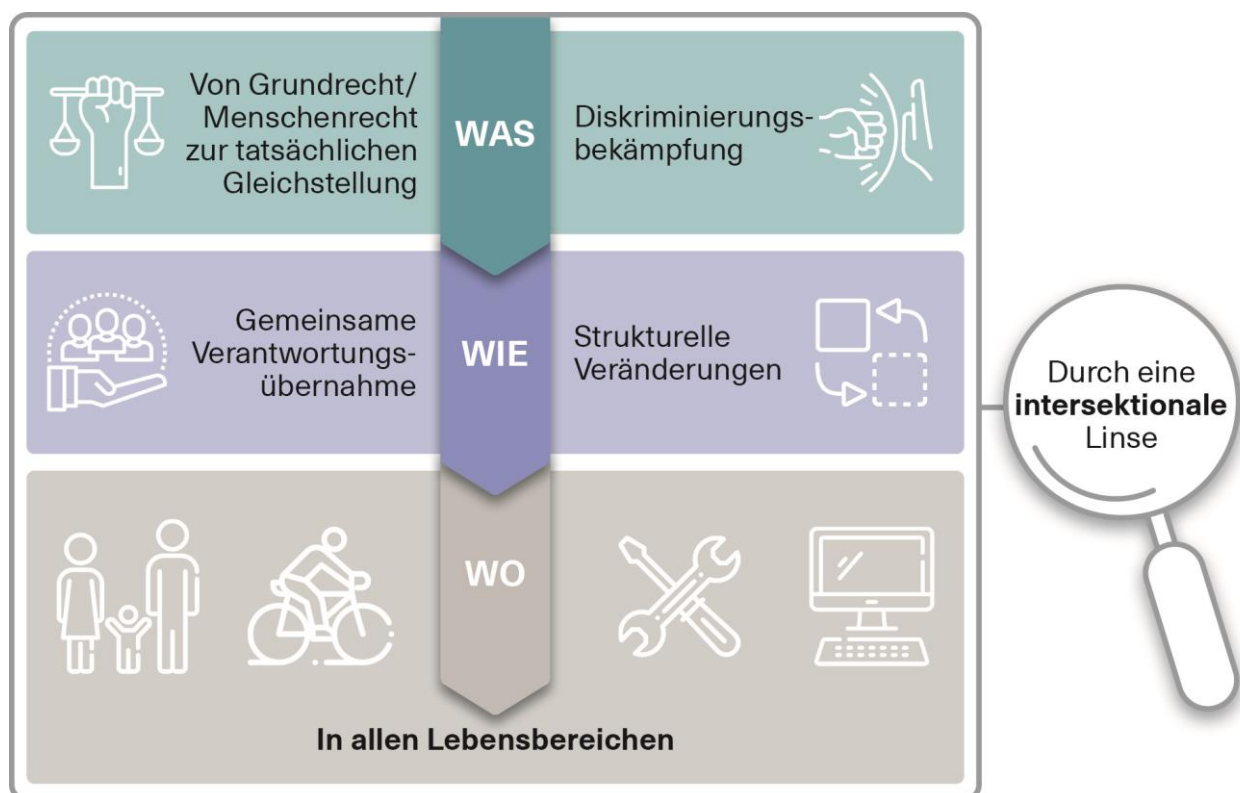 Von Grundrecht/
Menschenrecht
zur tatsächlichen
Gleichstellung
WAS
Diskriminierungs-
bekämpfung
Gemeinsame
Verantwortungs-
übernahme
WIE
Strukturelle
Veränderungen
WO
In allen Lebensbereichen
Durch eine
intersektionale
Linse